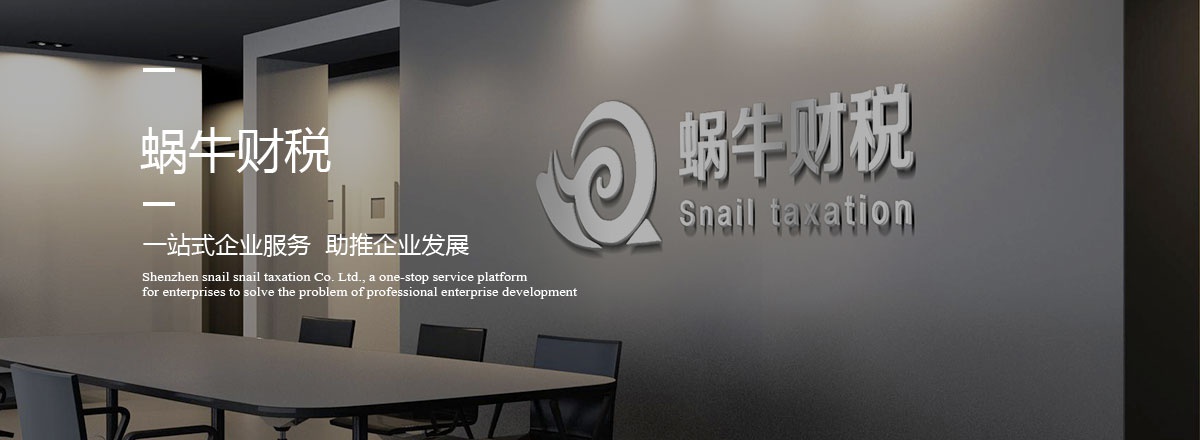 蜗牛财税
一站式企业服务 助推企业发展
Shenzhen snail snail taxation Co. Ltd., a one-stop service platform
for enterprises to solve the problem of professional enterprise development
蜗牛财税
Snail taxation